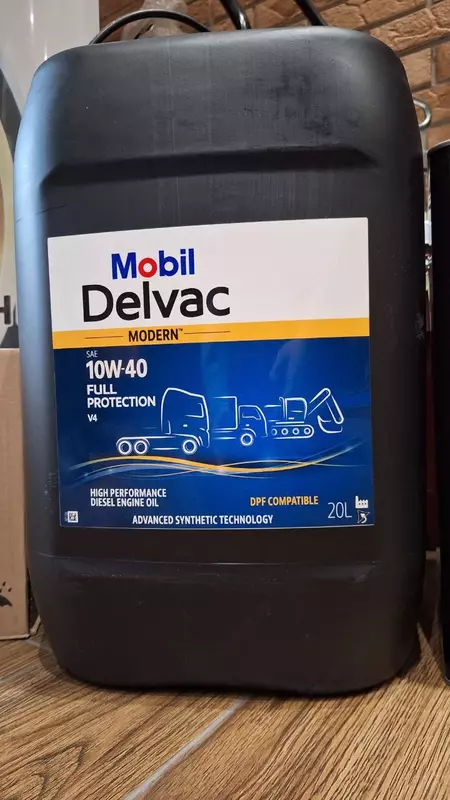 Mobil
Delvac
MODERN™
SAE
10W-40
FULL
PROTECTION
V4
HIGH PERFORMANCE
DIESEL ENGINE OIL
DPF COMPATIBLE
20L
ADVANCED SYNTHETIC TECHNOLOGY